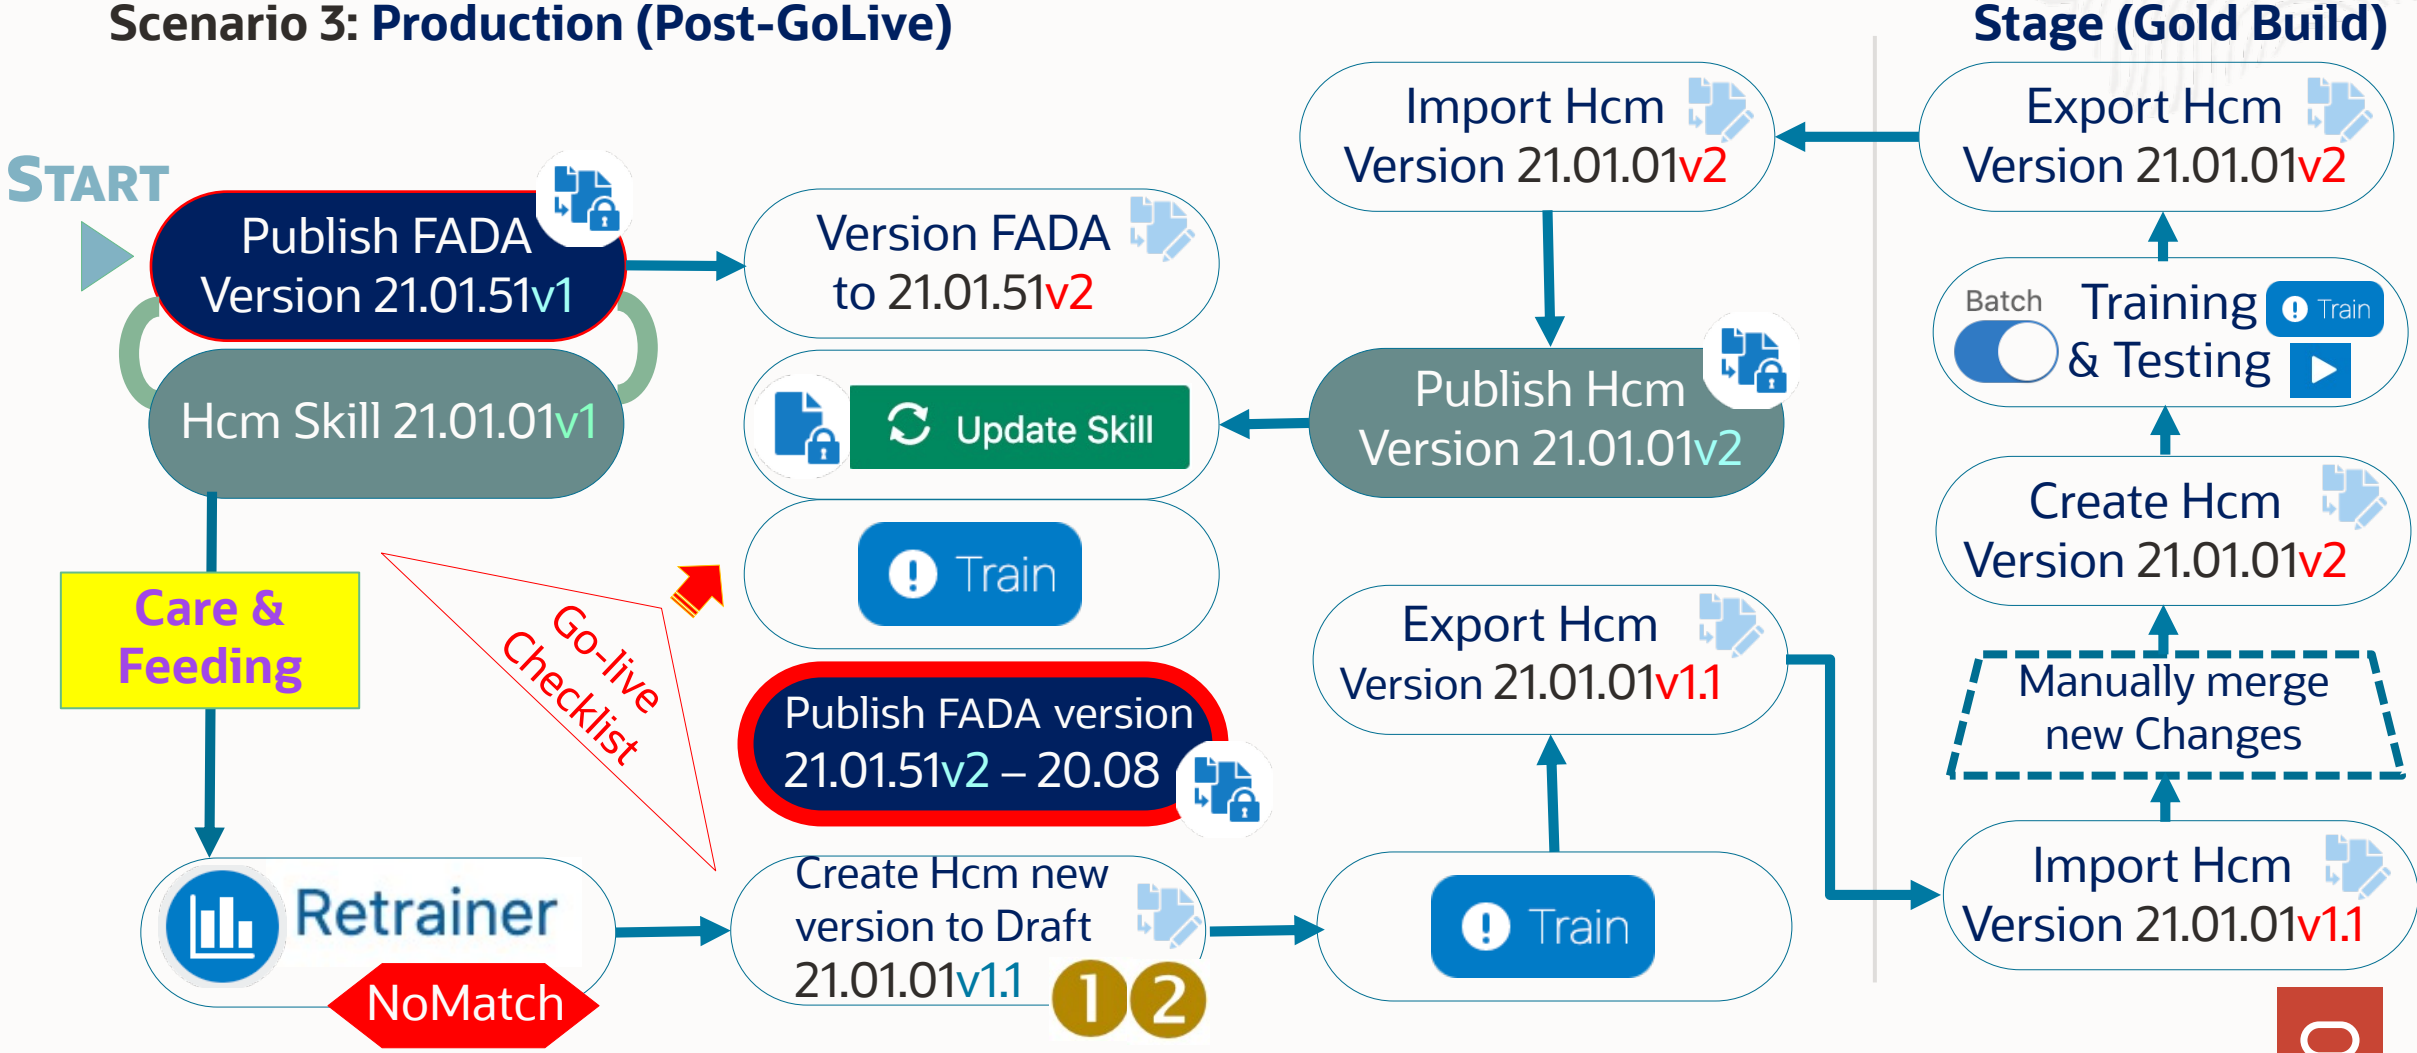 Scenario 3: Production (Post-GoLive)
Stage (Gold Build)
START
Publish FADA
Version 21.01.51v1
Hcm Skill 21.01.01v1
Care &
Feeding
Retrainer
NoMatch
Version FADA
to 21.01.51v2
Update Skill
Train
Go-live
Checklist
Publish FADA version
21.01.51v2 – 20.08
Create Hcm new
version to Draft
21.01.01v1.1
1 2
Import Hcm
Version 21.01.01v2
Publish Hcm
Version 21.01.01v2
Export Hcm
Version 21.01.01v1.1
Train
Export Hcm
Version 21.01.01v2
Batch
Training
Train
& Testing
Create Hcm
Version 21.01.01v2
Manually merge
new Changes
Import Hcm
Version 21.01.01v1.1